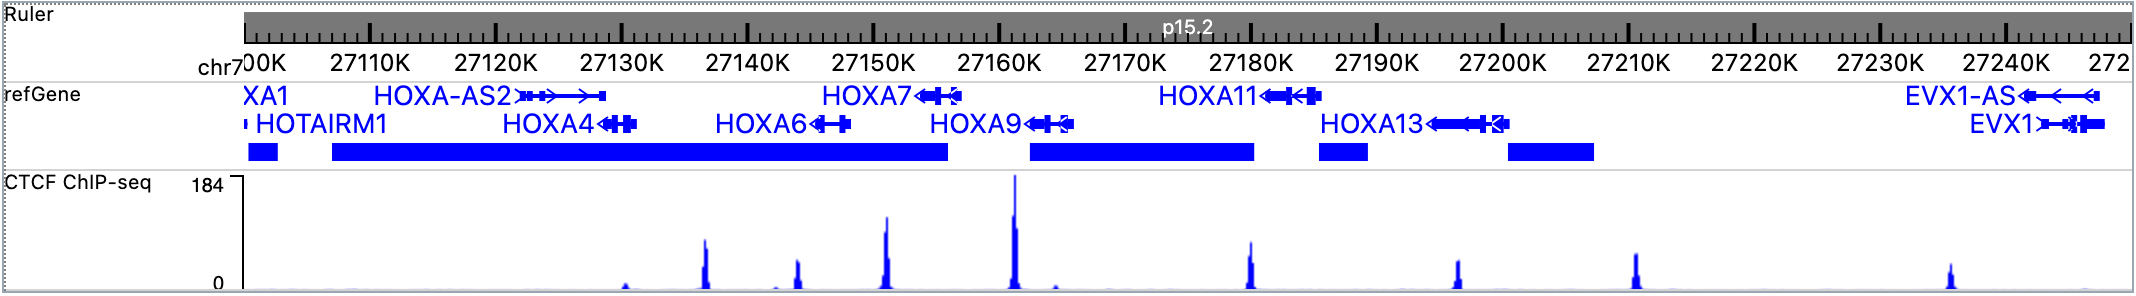 Ruler
p15.2
chr7 00K 27110K 27120K 27130K 27140K 27150K 27160K 27170K 27180K 27190K 27200K 27210K 27220K 27230K 27240K 272
refGene
XA1 HOXA-AS2 HOXA7 HOXA11 EVX1-AS
HOTAIRM1 HOXA4 HOXA6 HOXA9 HOXA13 EVX1
CTCF ChIP-seq 184
0